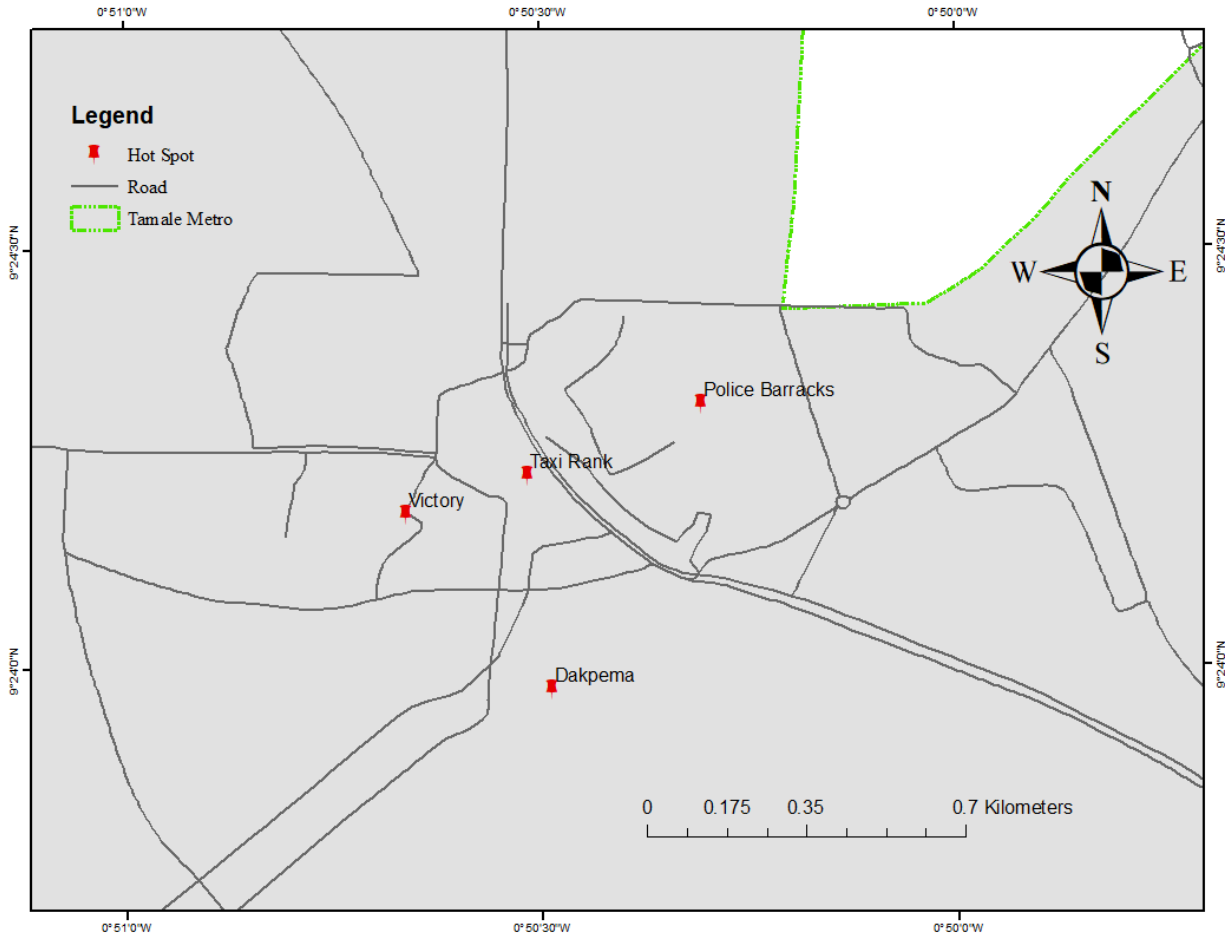 0°51'0"W 0°50'30"W 0°50'0"W
Legend
Hot Spot
Road
Tamale Metro
N
W E
S
9°24'30"N 9°24'30"N
Police Barracks
Taxi Rank
Victory
9°24'0"N 9°24'0"N
Dakpema
0 0.175 0.35 0.7 Kilometers
0°51'0"W 0°50'30"W 0°50'0"W